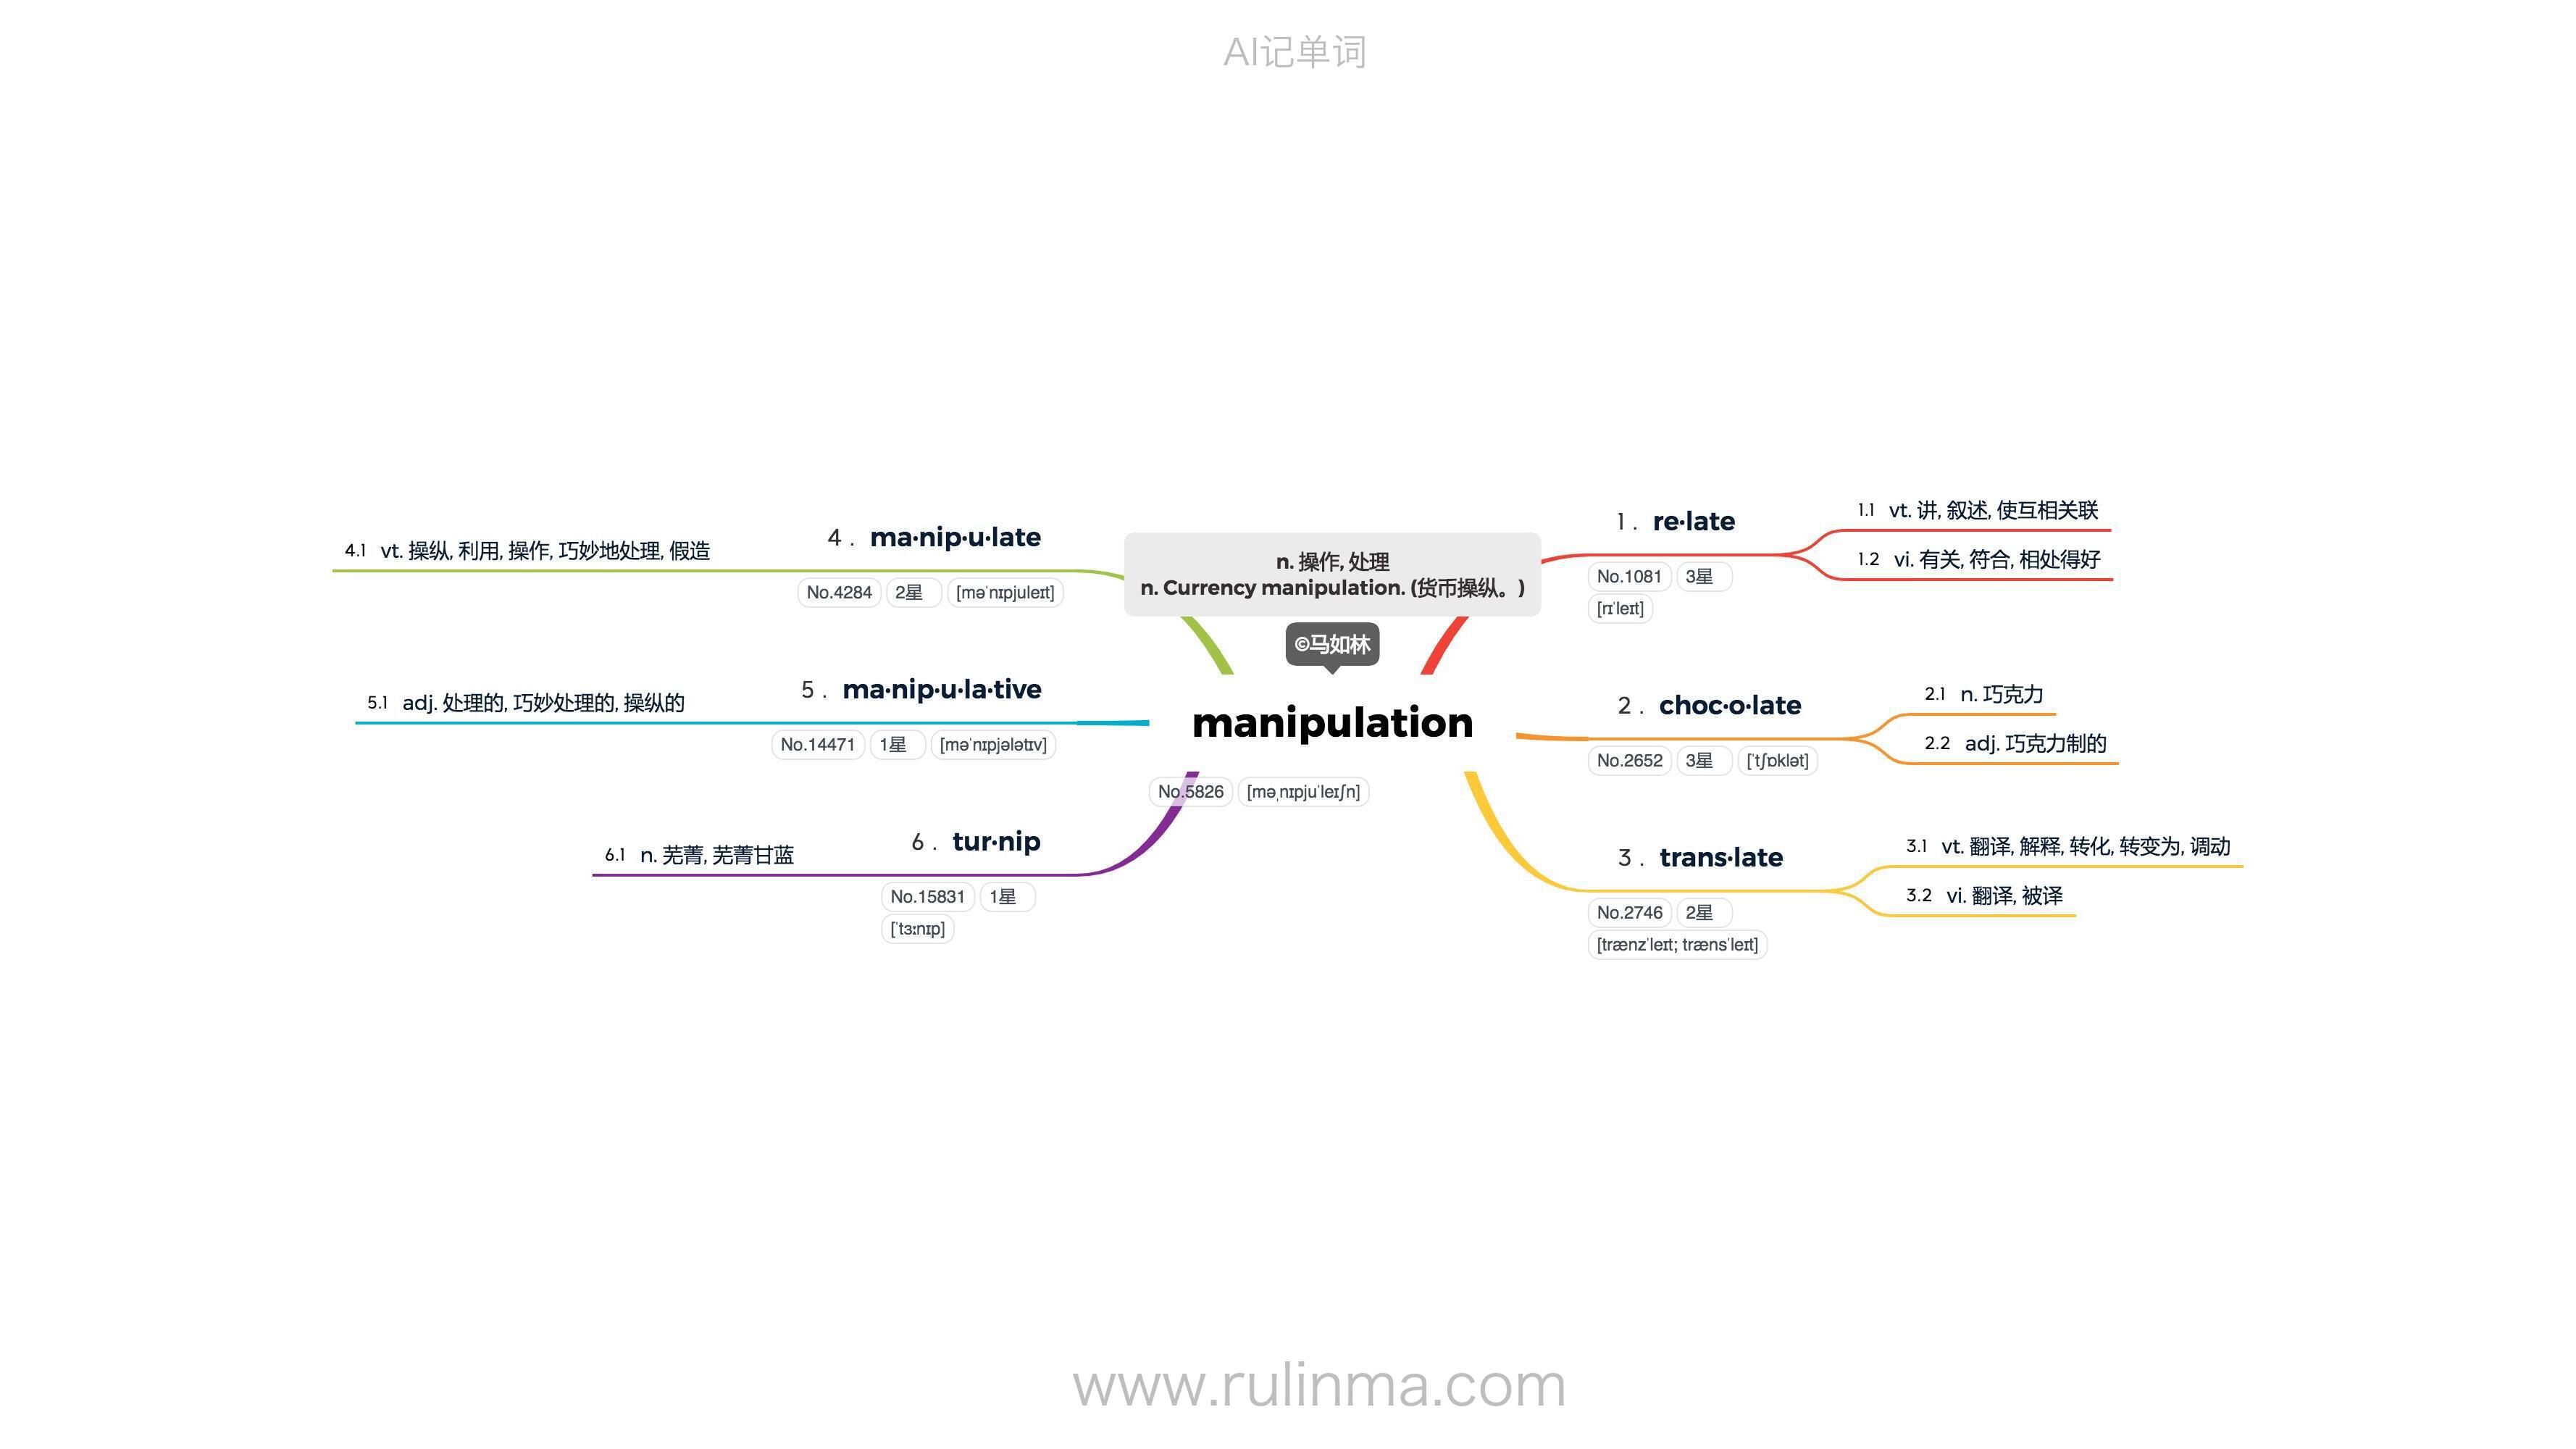 AI记单词
n. 操作, 处理
n. Currency manipulation. (货币操纵。)
©马如林
manipulation
No.5826 [məˌnɪpjuˈleɪʃn]
1 . re·late
No.1081 3星
[rɪˈleɪt]
1.1 vt. 讲, 叙述, 使互相关联
1.2 vi. 有关, 符合, 相处得好
2 . choc·o·late
No.2652 3星 [ˈtʃɒklət]
2.1 n. 巧克力
2.2 adj. 巧克力制的
3 . trans·late
No.2746 2星
[trænzˈleɪt; trænsˈleɪt]
3.1 vt. 翻译, 解释, 转化, 转变为, 调动
3.2 vi. 翻译, 被译
4 . ma·nip·u·late
No.4284 2星 [məˈnɪpjuleɪt]
4.1 vt. 操纵, 利用, 操作, 巧妙地处理, 假造
5 . ma·nip·u·la·tive
No.14471 1星 [məˈnɪpjələtɪv]
5.1 adj. 处理的, 巧妙处理的, 操纵的
6 . tur·nip
No.15831 1星
[ˈtɜːnɪp]
6.1 n. 芜菁, 芜菁甘蓝
www.rulinma.com